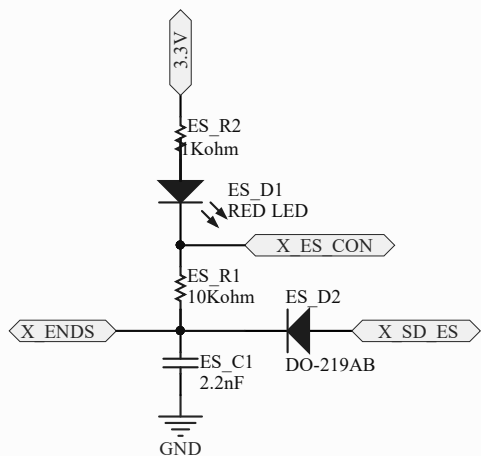 3.3V
ES_R2
1Kohm
ES_D1
RED LED
X_ES_CON
ES_R1
10Kohm
ES_D2
X_ENDS
X_SD_ES
ES_C1
DO-219AB
2.2nF
GND